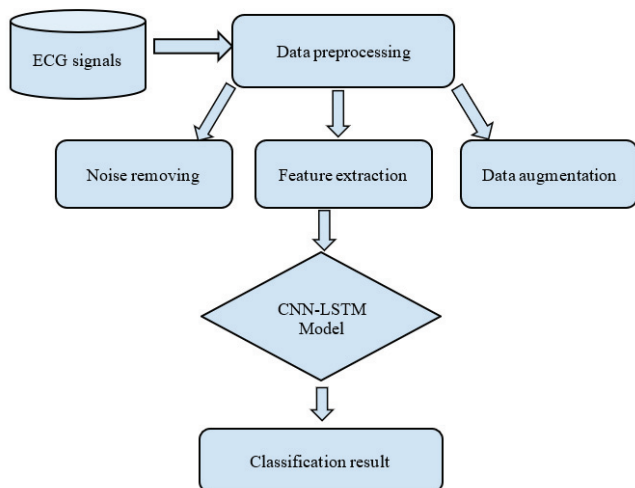 ECG signals
Data preprocessing
Noise removing
Feature extraction
Data augmentation
CNN-LSTM
Model
Classification result